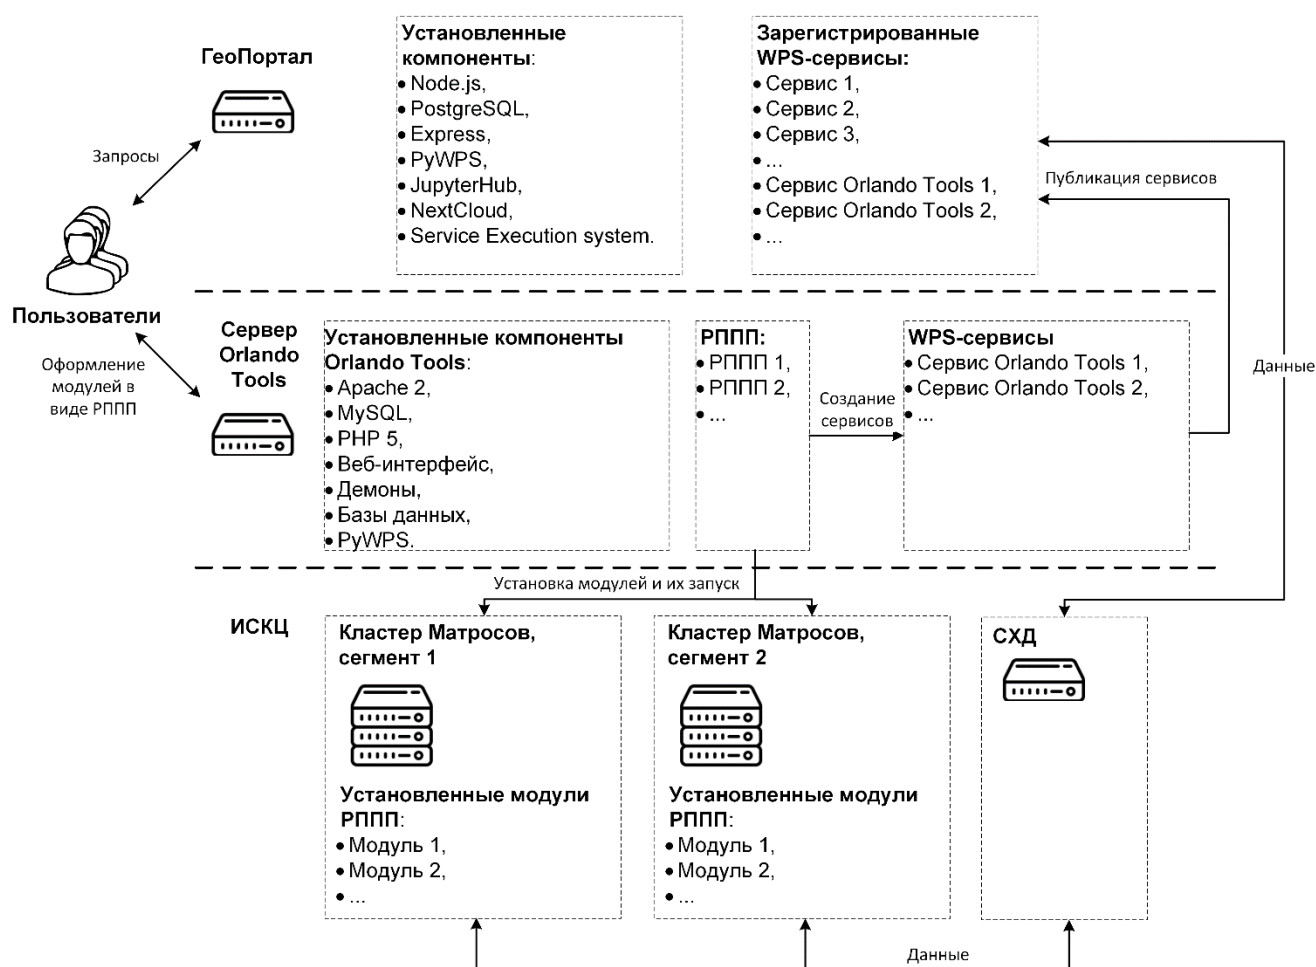 ГеоПортал
Установленные
компоненты:
• Node.js,
• PostgreSQL,
• Express,
• PyWPS,
• JupyterHub,
• NextCloud,
• Service Execution system.
Зарегистрированные
WPS-сервисы:
• Сервис 1,
• Сервис 2,
• Сервис 3,
• ...
• Сервис Orlando Tools 1,
• Сервис Orlando Tools 2,
• ...
Запросы
Публикация сервисов
Пользователи
Оформление
модулей в
виде РППП
Данные
Сервер
Orlando
Tools
Установленные компоненты
Orlando Tools:
• Apache 2,
• MySQL,
• PHP 5,
• Веб-интерфейс,
• Демоны,
• Базы данных,
• PyWPS.
РППП:
• РППП 1,
• РППП 2,
• ...
Создание
сервисов
WPS-сервисы
• Сервис Orlando Tools 1,
• Сервис Orlando Tools 2,
• ...
Установка модулей и их запуск
ИСКЦ
Кластер Матросов,
сегмент 1
Установленные модули
РППП:
• Модуль 1,
• Модуль 2,
• ...
Кластер Матросов,
сегмент 2
Установленные модули
РППП:
• Модуль 1,
• Модуль 2,
• ...
СХД
Данные